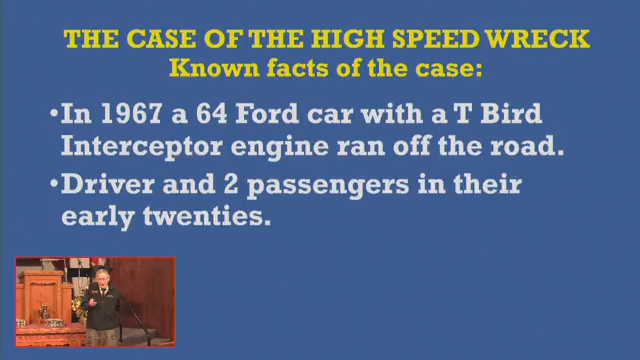 THE CASE OF THE HIGH SPEED WRECK
Known facts of the case:
•In 1967 a 64 Ford car with a T Bird
Interceptor engine ran off the road.
•Driver and 2 passengers in their
early twenties.